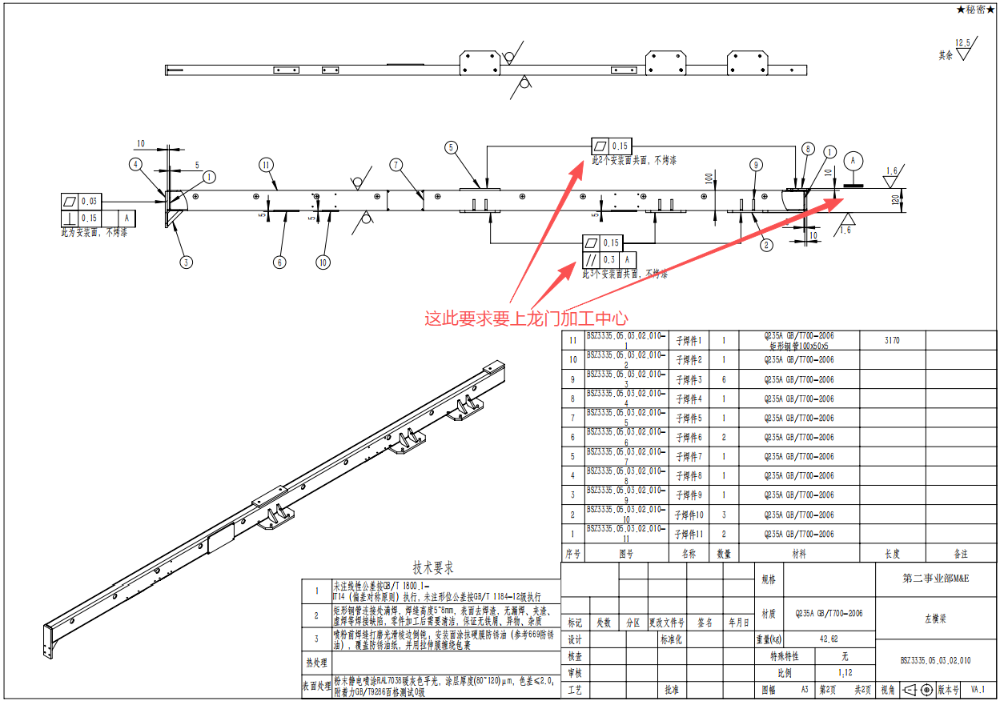 ★秘密★
其余
12.5
10
5
4
1
11
7
5
0.15
此2个安装面共面，不烤漆
100
9
8
1
10
A
1.6
120
0.03
0.15 A
此为安装面，不烤漆
5
5
5
3
6
10
0.15
0.3 A
此3个安装面共面，不烤漆
2
10
1.6
这此要求要上龙门加工中心
11 BSZ3335.05.03.02.010-1 子焊件1 1 Q235A GB/T700-2006 矩形钢管100x50x5 3170
10 BSZ3335.05.03.02.010-2 子焊件2 1 Q235A GB/T700-2006
9 BSZ3335.05.03.02.010-3 子焊件3 6 Q235A GB/T700-2006
8 BSZ3335.05.03.02.010-4 子焊件4 1 Q235A GB/T700-2006
7 BSZ3335.05.03.02.010-5 子焊件5 1 Q235A GB/T700-2006
6 BSZ3335.05.03.02.010-6 子焊件6 2 Q235A GB/T700-2006
5 BSZ3335.05.03.02.010-7 子焊件7 1 Q235A GB/T700-2006
4 BSZ3335.05.03.02.010-8 子焊件8 1 Q235A GB/T700-2006
3 BSZ3335.05.03.02.010-9 子焊件9 1 Q235A GB/T700-2006
2 BSZ3335.05.03.02.010-10 子焊件10 3 Q235A GB/T700-2006
1 BSZ3335.05.03.02.010-11 子焊件11 2 Q235A GB/T700-2006
序号 图号 名称 数量 材料 长度 备注
技术要求
1 未注线性公差按GB/T 1800.1-
IT14（偏差对称原则）执行，未注形位公差按GB/T 1184-12级执行
2 矩形钢管连接处满焊，焊缝高度5~8mm，表面去焊渣，无漏焊、夹渣、
虚焊等焊接缺陷，零件加工后需要清洁，保证无铁屑、异物、杂质
3 喷粉前焊缝打磨光滑棱边倒钝；安装面涂抹硬膜防锈油（参考669防锈
油），覆盖防锈油纸，并用拉伸膜缠绕包裹
热处理
表面处理 粉末静电喷涂RAL7038暖灰色平光，涂层厚度(80~120)μm，色差≤2.0，
附着力GB/T9286百格测试0级
标记 处数 分区 更改文件号 签名 年月日
设计 标准化
核查
审核
工艺 批准
规格
材质 Q235A GB/T700-2006
重量(kg) 42.62
特殊特性 无
比例 1:12
图幅 A3 第2页 共2页 视角 版本号 VA.1
第二事业部M&E
左横梁
BSZ3335.05.03.02.010